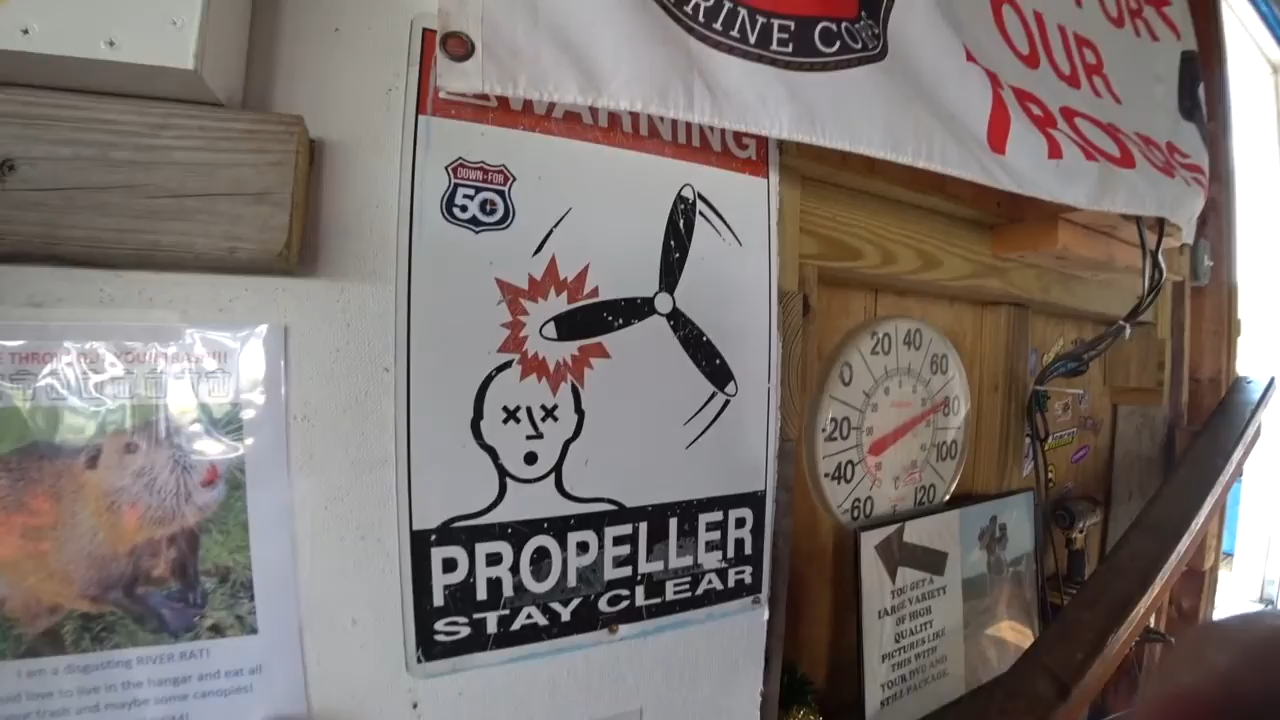 RINE CO
OUR
TROOPS
WARNING
DOWN-FOR
50
20 40
0 60
-20 80
-40 100
-60 120
°C
°F
PROPELLER
STAY CLEAR
YOU GET A
LARGE VARIETY
OF HIGH
QUALITY
PICTURES LIKE
THIS WITH
YOUR DVD AND
STILL PACKAGE.
I am a disgusting RIVER RAT!
love to live in the hangar and eat all
trash and maybe some canopies!